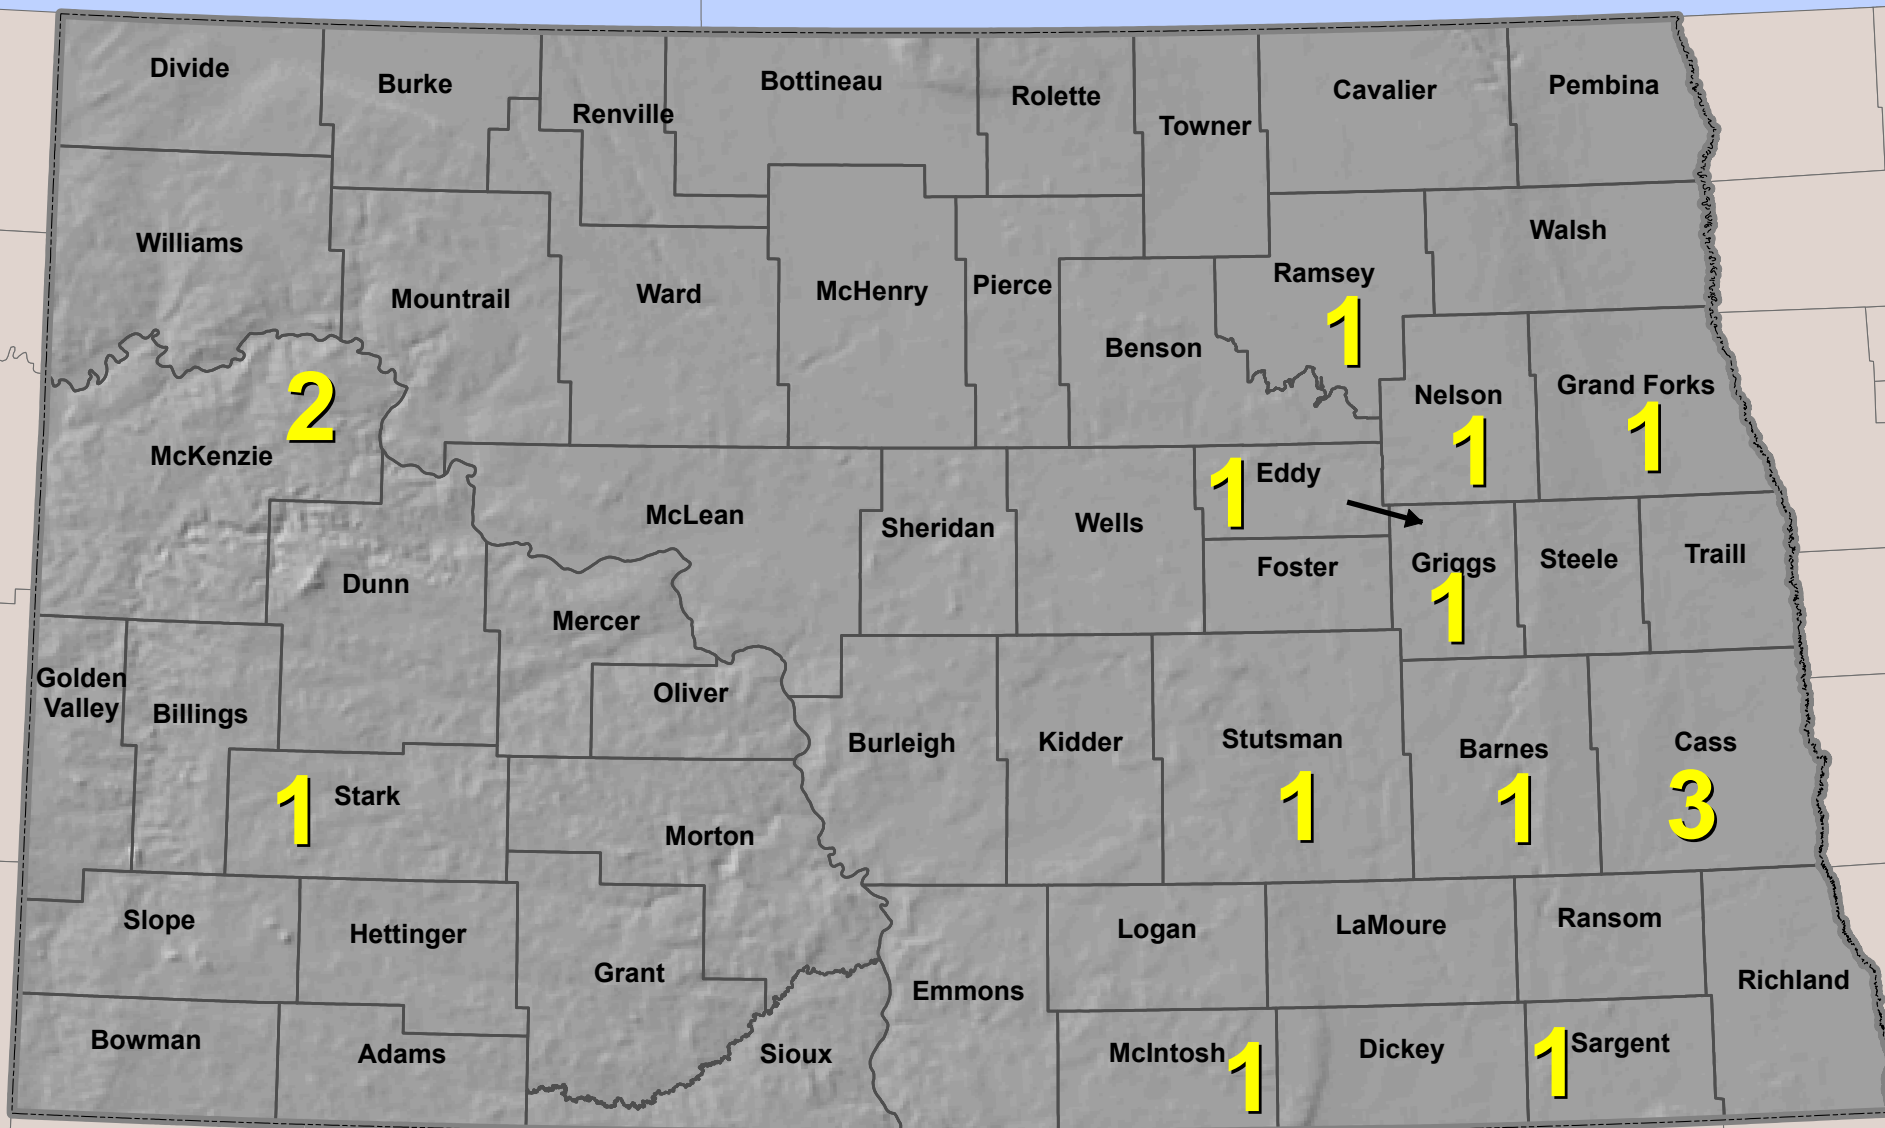 Divide
Burke
Renville
Bottineau
Rolette
Towner
Cavalier
Pembina
Williams
Mountrail
Ward
McHenry
Pierce
Benson
Ramsey
1
Walsh
McKenzie
2
Nelson
1
Grand Forks
1
McLean
Sheridan
Wells
1 Eddy
Foster
Griggs
1
Steele
Traill
Dunn
Mercer
Oliver
Golden
Valley
Billings
Burleigh
Kidder
Stutsman
1
Barnes
1
Cass
3
1 Stark
Morton
Slope
Hettinger
Grant
Emmons
Logan
LaMoure
Ransom
Richland
Bowman
Adams
Sioux
McIntosh 1
Dickey
1 Sargent